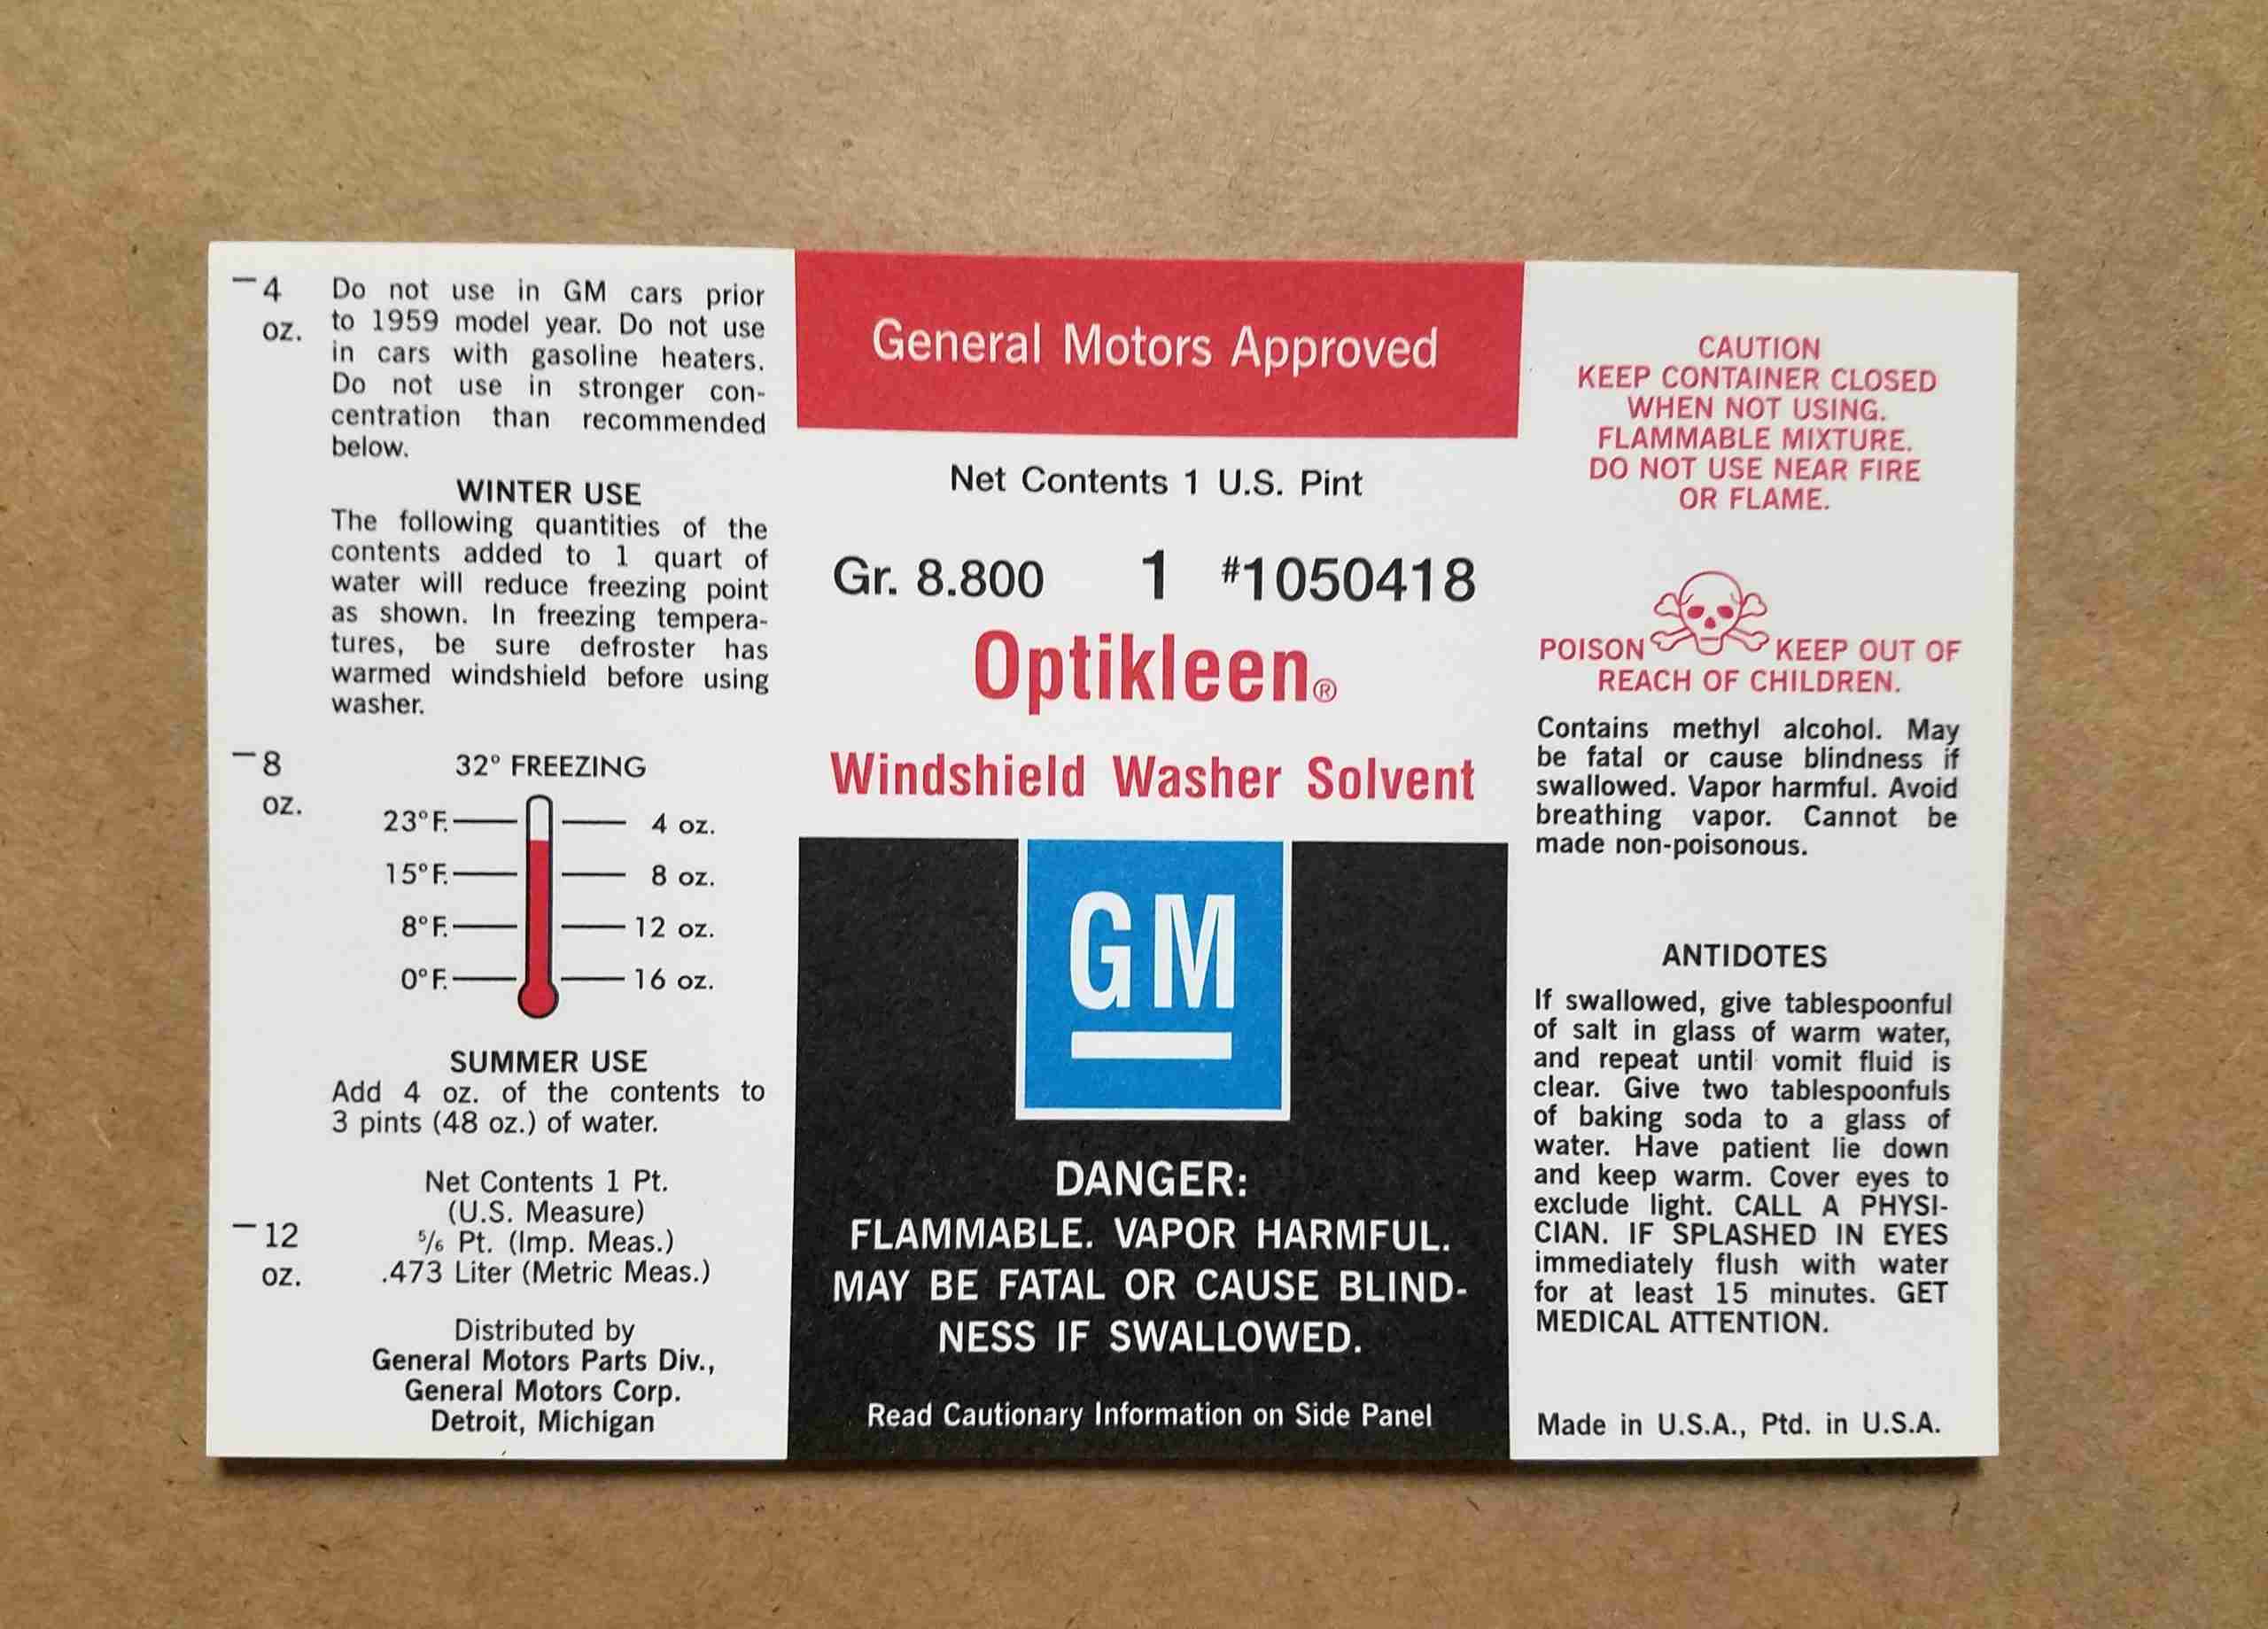 4
oz.
Do not use in GM cars prior
to 1959 model year. Do not use
in cars with gasoline heaters.
Do not use in stronger con-
centration than recommended
below.
WINTER USE
The following quantities of the
contents added to 1 quart of
water will reduce freezing point
as shown. In freezing tempera-
tures, be sure defroster has
warmed windshield before using
washer.
8
oz.
32° FREEZING
23°F. 4 oz.
15°F. 8 oz.
8°F. 12 oz.
0°F. 16 oz.
SUMMER USE
Add 4 oz. of the contents to
3 pints (48 oz.) of water.
12
oz.
Net Contents 1 Pt.
(U.S. Measure)
5/6 Pt. (Imp. Meas.)
.473 Liter (Metric Meas.)
Distributed by
General Motors Parts Div.,
General Motors Corp.
Detroit, Michigan
General Motors Approved
Net Contents 1 U.S. Pint
Gr. 8.800 1 #1050418
Optikleen®
Windshield Washer Solvent
GM
DANGER:
FLAMMABLE. VAPOR HARMFUL.
MAY BE FATAL OR CAUSE BLIND-
NESS IF SWALLOWED.
Read Cautionary Information on Side Panel
CAUTION
KEEP CONTAINER CLOSED
WHEN NOT USING.
FLAMMABLE MIXTURE.
DO NOT USE NEAR FIRE
OR FLAME.
POISON KEEP OUT OF
REACH OF CHILDREN.
Contains methyl alcohol. May
be fatal or cause blindness if
swallowed. Vapor harmful. Avoid
breathing vapor. Cannot be
made non-poisonous.
ANTIDOTES
If swallowed, give tablespoonful
of salt in glass of warm water,
and repeat until vomit fluid is
clear. Give two tablespoonfuls
of baking soda to a glass of
water. Have patient lie down
and keep warm. Cover eyes to
exclude light. CALL A PHYSI-
CIAN. IF SPLASHED IN EYES
immediately flush with water
for at least 15 minutes. GET
MEDICAL ATTENTION.
Made in U.S.A., Ptd. in U.S.A.